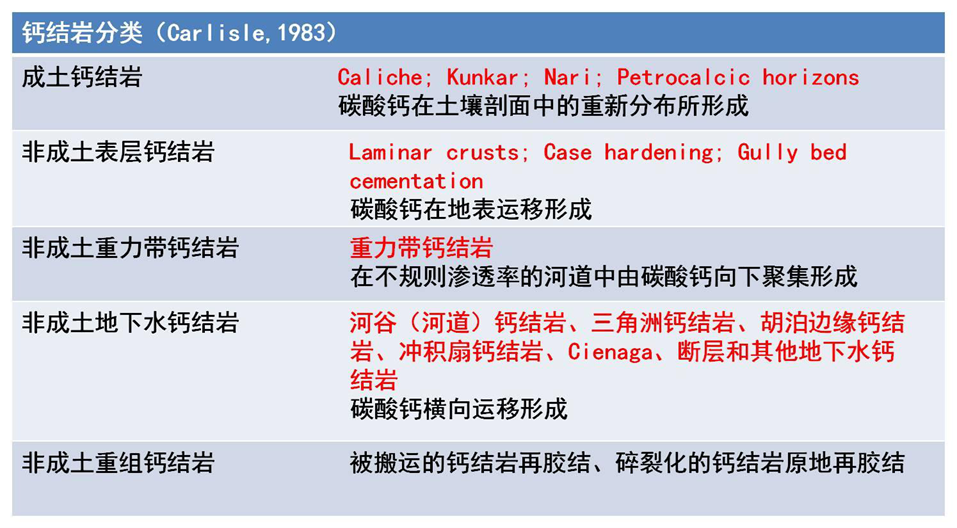 钙结岩分类（Carlisle,1983）
成土钙结岩
Caliche; Kunkar; Nari; Petrocalcic horizons
碳酸钙在土壤剖面中的重新分布所形成
非成土表层钙结岩
Laminar crusts; Case hardening; Gully bed
cementation
碳酸钙在地表运移形成
非成土重力带钙结岩
重力带钙结岩
在不规则渗透率的河道中由碳酸钙向下聚集形成
非成土地下水钙结岩
河谷（河道）钙结岩、三角洲钙结岩、胡泊边缘钙结
岩、冲积扇钙结岩、Cienaga、断层和其他地下水钙
结岩
碳酸钙横向运移形成
非成土重组钙结岩
被搬运的钙结岩再胶结、碎裂化的钙结岩原地再胶结